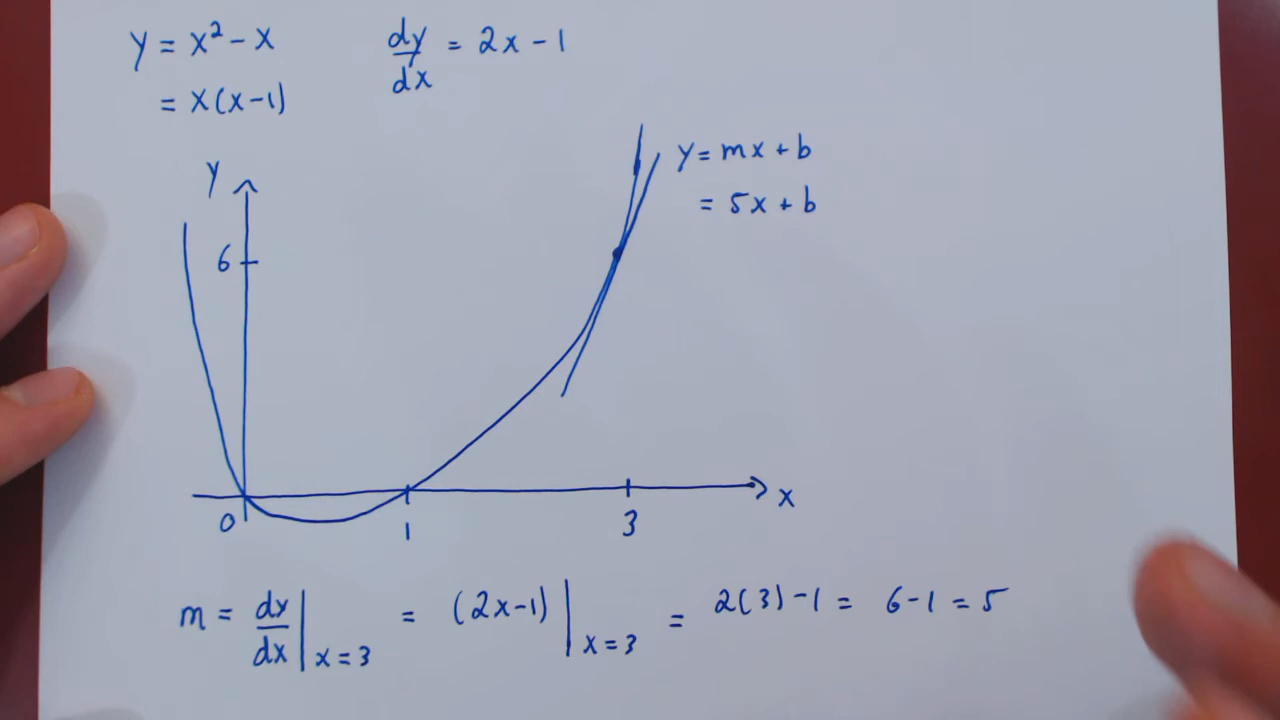 y = x² - x
= x(x-1)
dy/dx = 2x - 1
y
y = mx + b
= 5x + b
6
0
1
3
x
m = dy/dx |x=3 = (2x-1) |x=3 = 2(3) - 1 = 6 - 1 = 5